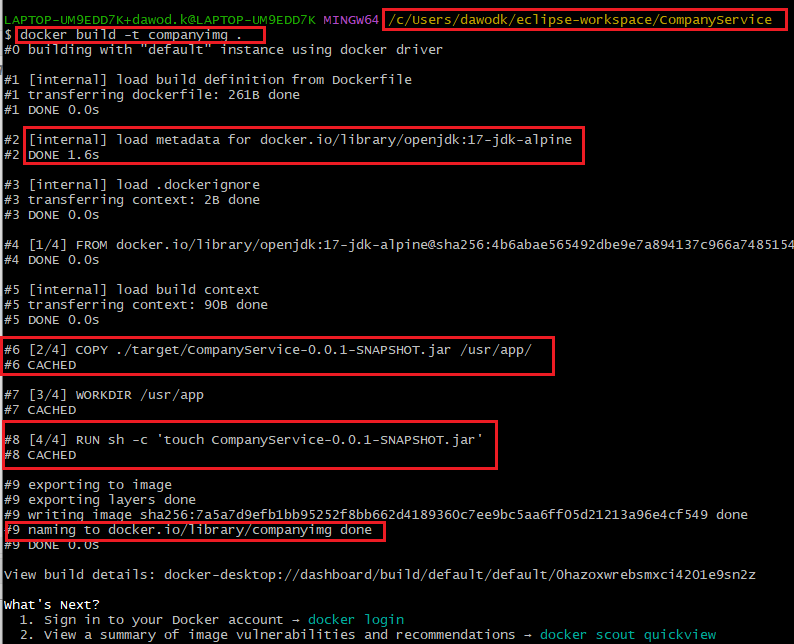 LAPTOP-UM9EDD7K+dawod.k@LAPTOP-UM9EDD7K MINGW64 /c/Users/dawodk/eclipse-workspace/CompanyService
$ docker build -t companyimg .
#0 building with "default" instance using docker driver
#1 [internal] load build definition from Dockerfile
#1 transferring dockerfile: 261B done
#1 DONE 0.0s
#2 [internal] load metadata for docker.io/library/openjdk:17-jdk-alpine
#2 DONE 1.6s
#3 [internal] load .dockerignore
#3 transferring context: 2B done
#3 DONE 0.0s
#4 [1/4] FROM docker.io/library/openjdk:17-jdk-alpine@sha256:4b6abae565492dbe9e7a894137c966a7485154
#4 DONE 0.0s
#5 [internal] load build context
#5 transferring context: 90B done
#5 DONE 0.0s
#6 [2/4] COPY ./target/CompanyService-0.0.1-SNAPSHOT.jar /usr/app/
#6 CACHED
#7 [3/4] WORKDIR /usr/app
#7 CACHED
#8 [4/4] RUN sh -c 'touch CompanyService-0.0.1-SNAPSHOT.jar'
#8 CACHED
#9 exporting to image
#9 exporting layers done
#9 writing image sha256:7a5a7d9efb1bb95252f8bb662d4189360c7ee9bc5aa6ff05d21213a96e4cf549 done
#9 naming to docker.io/library/companyimg done
#9 DONE 0.0s
View build details: docker-desktop://dashboard/build/default/default/0hazoxwrebsmxci4201e9sn2z
What's Next?
1. Sign in to your Docker account → docker login
2. View a summary of image vulnerabilities and recommendations → docker scout quickview